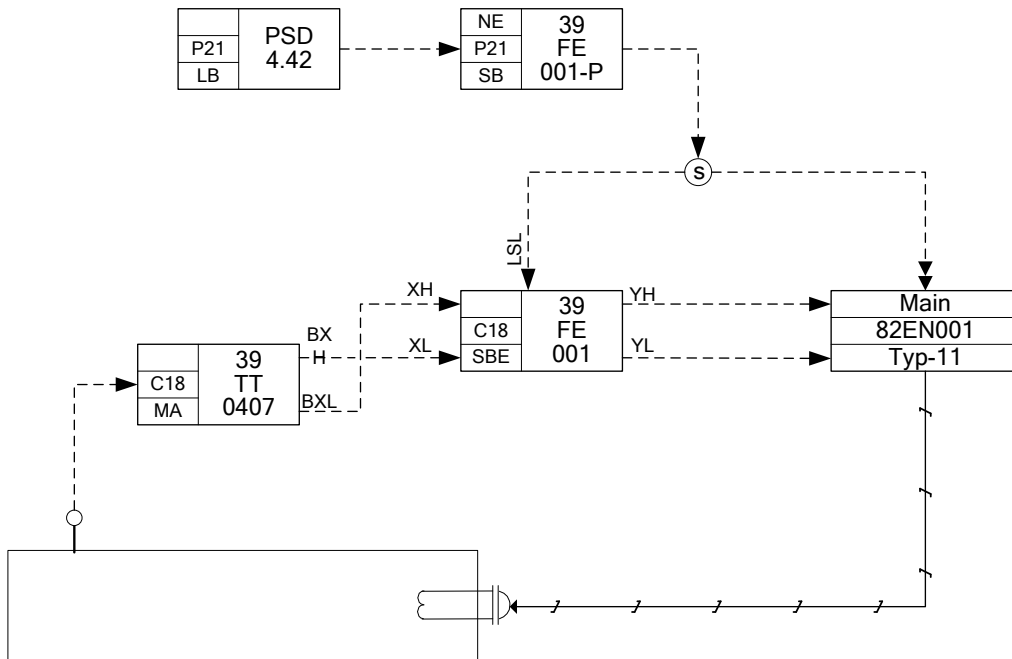 PSD
4.42
P21
LB
NE
P21
SB
39
FE
001-P
S
LSL
XH
XL
BX
H
BXL
39
FE
001
C18
SBE
YH
YL
Main
82EN001
Typ-11
39
TT
0407
C18
MA